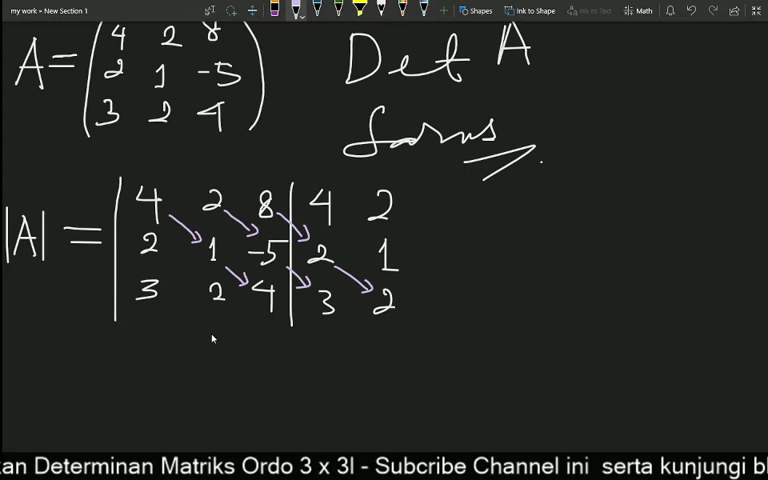 my work » New Section 1
Shapes Ink to Shape Ink to Text Math
A= 4 2 8
2 1 -5
3 2 4
Det A
Sarrus
|A| = 4 2 8 4 2
2 1 -5 2 1
3 2 4 3 2
kan Determinan Matriks Ordo 3 x 3I - Subcribe Channel ini serta kunjungi bl